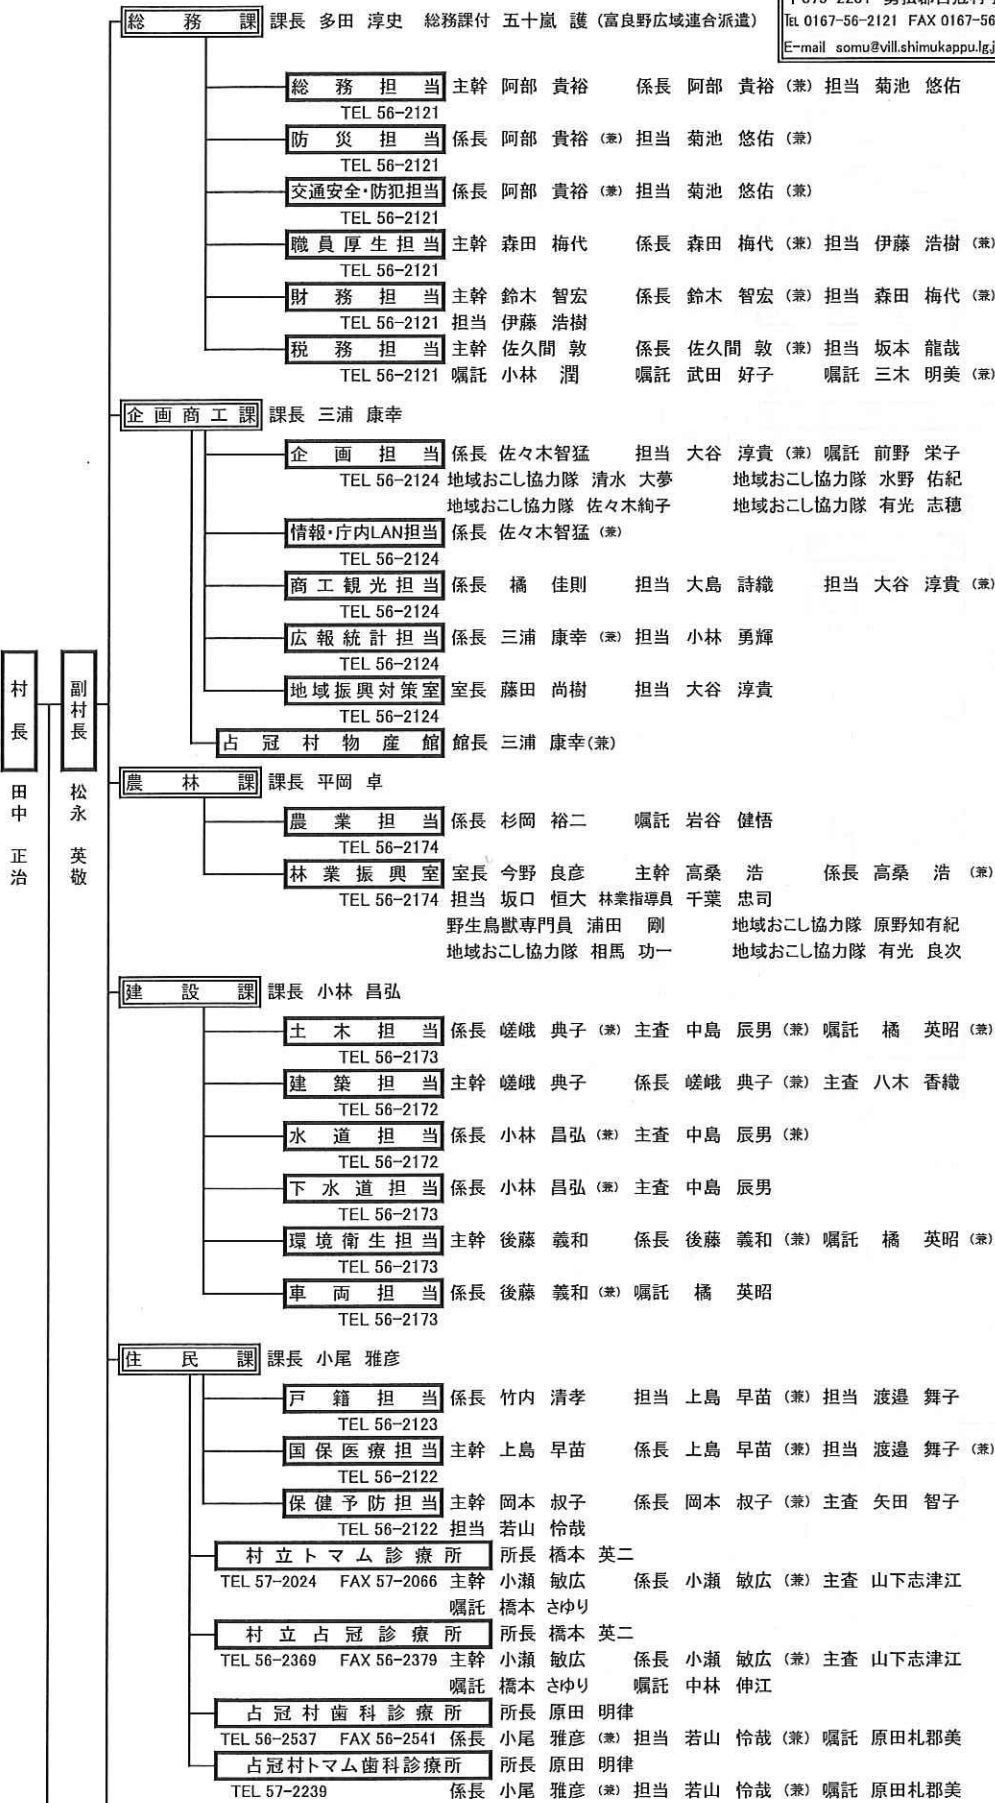 総務課 課長 多田 淳史 総務課付 五十嵐 護 (富良野広域連合派遣)
TEL 0167-56-2121 FAX 0167-56
E-mail somu@vill.shimukappu.lg.j
総務担当 主幹 阿部 貴裕 係長 阿部 貴裕 (兼) 担当 菊池 悠佑
TEL 56-2121
防災担当 係長 阿部 貴裕 (兼) 担当 菊池 悠佑 (兼)
TEL 56-2121
交通安全・防犯担当 係長 阿部 貴裕 (兼) 担当 菊池 悠佑 (兼)
TEL 56-2121
職員厚生担当 主幹 森田 梅代 係長 森田 梅代 (兼) 担当 伊藤 浩樹 (兼)
TEL 56-2121
財務担当 主幹 鈴木 智宏 係長 鈴木 智宏 (兼) 担当 森田 梅代 (兼)
TEL 56-2121 担当 伊藤 浩樹
税務担当 主幹 佐久間 敦 係長 佐久間 敦 (兼) 担当 坂本 龍哉
TEL 56-2121 嘱託 小林 潤 嘱託 武田 好子 嘱託 三木 明美 (兼)
企画商工課 課長 三浦 康幸
企画担当 係長 佐々木智猛 担当 大谷 淳貴 (兼) 嘱託 前野 栄子
TEL 56-2124 地域おこし協力隊 清水 大夢 地域おこし協力隊 水野 佑紀
地域おこし協力隊 佐々木絢子 地域おこし協力隊 有光 志穂
情報・庁内LAN担当 係長 佐々木智猛 (兼)
TEL 56-2124
商工観光担当 係長 橘 佳則 担当 大島 詩織 担当 大谷 淳貴 (兼)
TEL 56-2124
広報統計担当 係長 三浦 康幸 (兼) 担当 小林 勇輝
TEL 56-2124
地域振興対策室 室長 藤田 尚樹 担当 大谷 淳貴
TEL 56-2124
占冠村物産館 館長 三浦 康幸(兼)
村長 田中 正治
副村長 松永 英敬
農林課 課長 平岡 卓
農業担当 係長 杉岡 裕二 嘱託 岩谷 健悟
TEL 56-2174
林業振興室 室長 今野 良彦 主幹 高桑 浩 係長 高桑 浩 (兼)
TEL 56-2174 担当 坂口 恒大 林業指導員 千葉 忠司
野生鳥獣専門員 浦田 剛 地域おこし協力隊 原野知有紀
地域おこし協力隊 相馬 功一 地域おこし協力隊 有光 良次
建設課 課長 小林 昌弘
土木担当 係長 嵯峨 典子 (兼) 主査 中島 辰男 (兼) 嘱託 橘 英昭 (兼)
TEL 56-2173
建築担当 主幹 嵯峨 典子 係長 嵯峨 典子 (兼) 主査 八木 香織
TEL 56-2172
水道担当 係長 小林 昌弘 (兼) 主査 中島 辰男 (兼)
TEL 56-2172
下水道担当 係長 小林 昌弘 (兼) 主査 中島 辰男
TEL 56-2173
環境衛生担当 主幹 後藤 義和 係長 後藤 義和 (兼) 嘱託 橘 英昭 (兼)
TEL 56-2173
車両担当 係長 後藤 義和 (兼) 嘱託 橘 英昭
TEL 56-2173
住民課 課長 小尾 雅彦
戸籍担当 係長 竹内 清孝 担当 上島 早苗 (兼) 担当 渡邉 舞子
TEL 56-2123
国保医療担当 主幹 上島 早苗 係長 上島 早苗 (兼) 担当 渡邉 舞子 (兼)
TEL 56-2122
保健予防担当 主幹 岡本 叔子 係長 岡本 叔子 (兼) 主査 矢田 智子
TEL 56-2122 担当 若山 怜哉
村立トマム診療所 所長 橋本 英二
TEL 57-2024 FAX 57-2066 主幹 小瀬 敏広 係長 小瀬 敏広 (兼) 主査 山下志津江
嘱託 橋本 さゆり
村立占冠診療所 所長 橋本 英二
TEL 56-2369 FAX 56-2379 主幹 小瀬 敏広 係長 小瀬 敏広 (兼) 主査 山下志津江
嘱託 橋本 さゆり 嘱託 中林 伸江
占冠村歯科診療所 所長 原田 明律
TEL 56-2537 FAX 56-2541 係長 小尾 雅彦 (兼) 担当 若山 怜哉 (兼) 嘱託 原田札郡美
占冠村トマム歯科診療所 所長 原田 明律
TEL 57-2239 係長 小尾 雅彦 (兼) 担当 若山 怜哉 (兼) 嘱託 原田札郡美